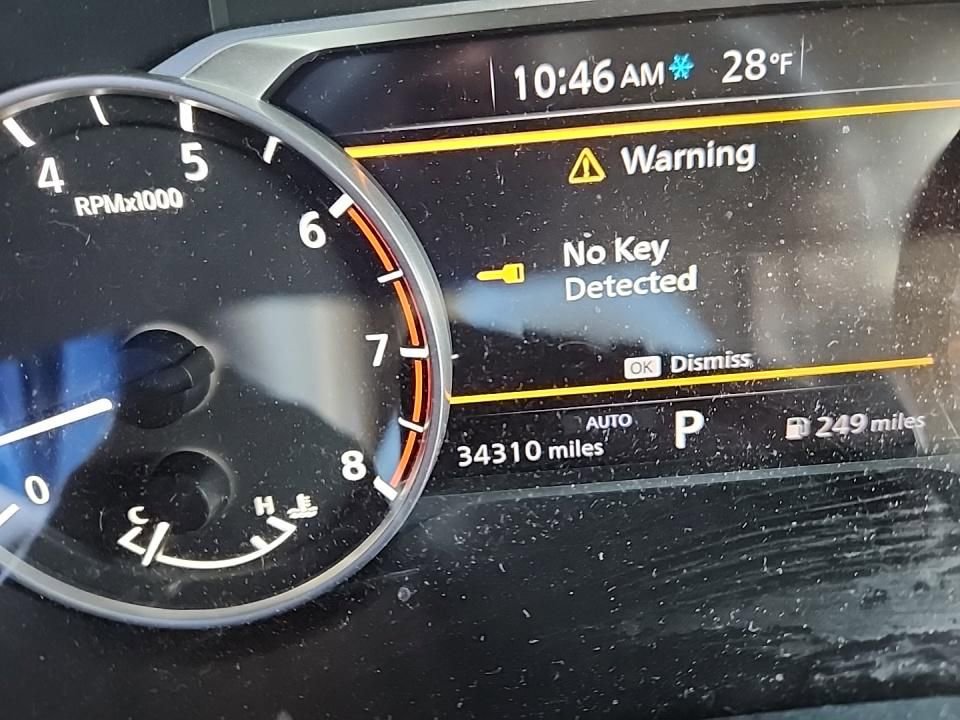 10:46 AM 28°F
Warning
No Key
Detected
OK Dismiss
AUTO
34310 miles
P
249 miles
4
5
RPMx1000
6
7
8
0
C
H